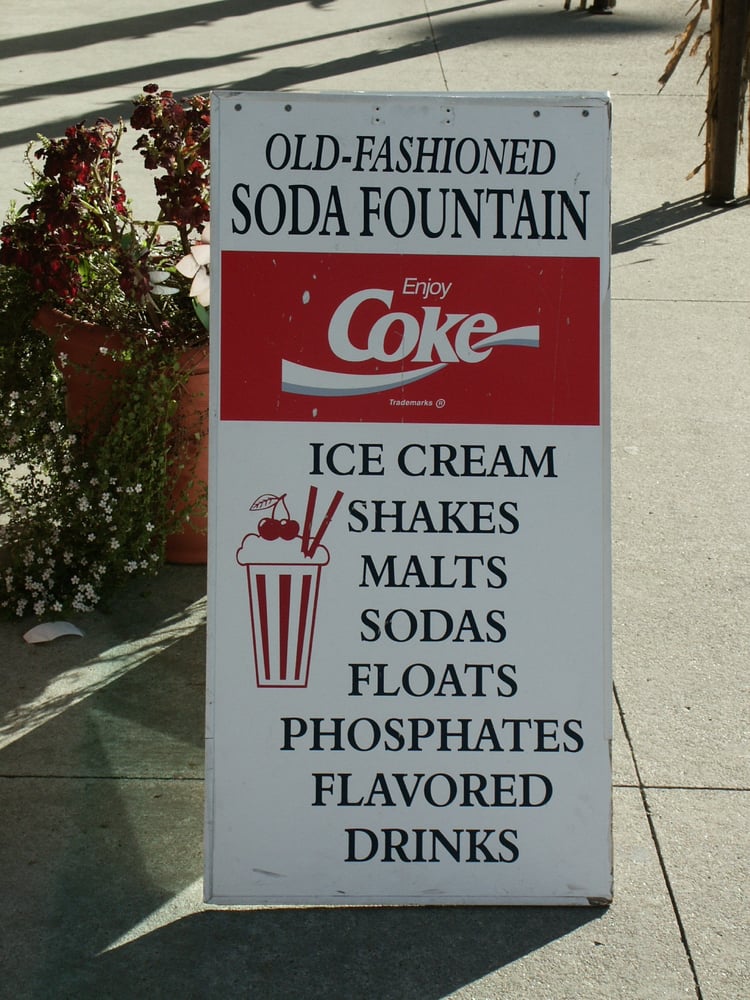 OLD-FASHIONED
SODA FOUNTAIN
Enjoy
Coke
Trademarks ®
ICE CREAM
SHAKES
MALTS
SODAS
FLOATS
PHOSPHATES
FLAVORED
DRINKS